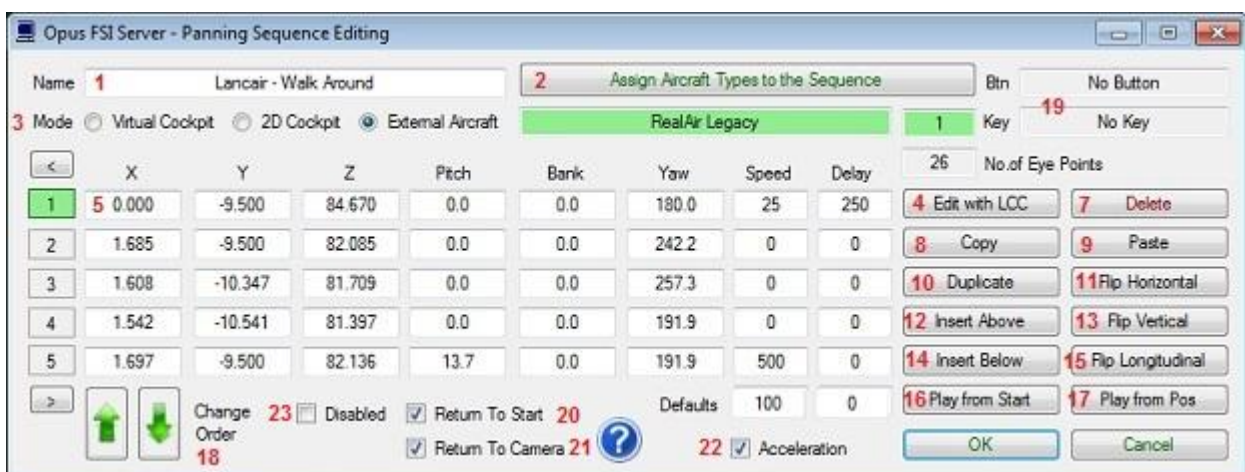 Opus FSI Server - Panning Sequence Editing
Name 1 Lancair - Walk Around 2 Assign Aircraft Types to the Sequence Btn No Button
3 Mode Virtual Cockpit 2D Cockpit External Aircraft RealAir Legacy 1 Key 19 No Key
< X Y Z Pitch Bank Yaw Speed Delay 26 No.of Eye Points
1 5 0.000 -9.500 84.670 0.0 0.0 180.0 25 250 4 Edit with LCC 7 Delete
2 1.685 -9.500 82.085 0.0 0.0 242.2 0 0 8 Copy 9 Paste
3 1.608 -10.347 81.709 0.0 0.0 257.3 0 0 10 Duplicate 11 Flip Horizontal
4 1.542 -10.541 81.397 0.0 0.0 191.9 0 0 12 Insert Above 13 Flip Vertical
5 1.697 -9.500 82.136 13.7 0.0 191.9 500 0 14 Insert Below 15 Flip Longitudinal
> Change Order 18 23 Disabled Return To Start 20 Defaults 100 0 16 Play from Start 17 Play from Pos
Return To Camera 21 ? 22 Acceleration OK Cancel